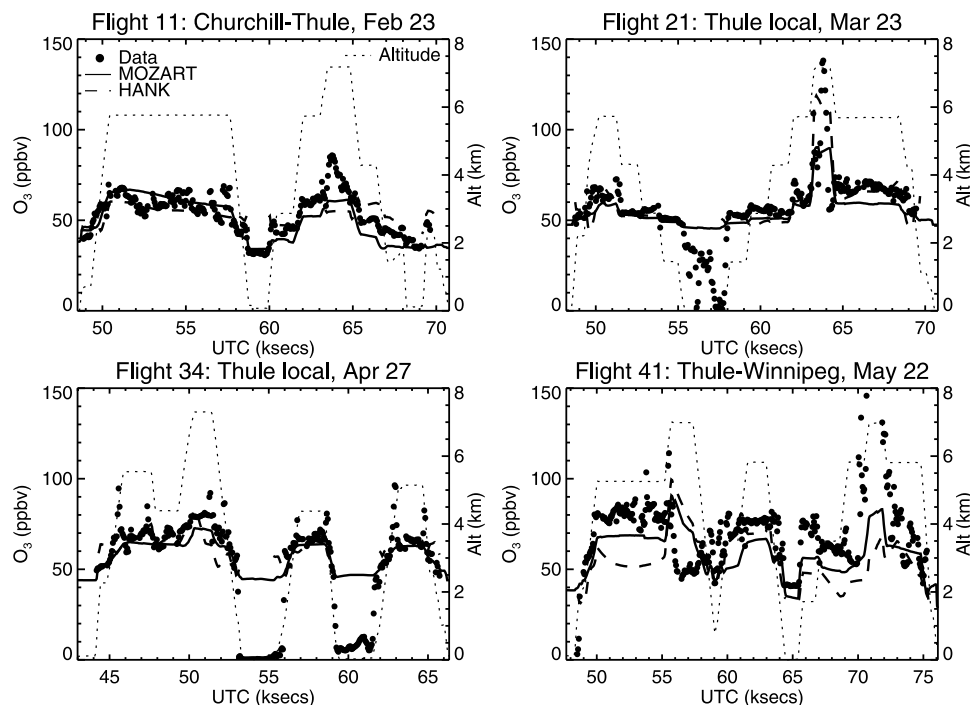 Flight 11: Churchill-Thule, Feb 23
150
100
50
0
O3 (ppbv)
Data
MOZART
HANK
Altitude
8
6
4
2
0
Alt (km)
50 55 60 65 70
UTC (ksecs)
Flight 21: Thule local, Mar 23
150
100
50
0
O3 (ppbv)
8
6
4
2
0
Alt (km)
50 55 60 65 70
UTC (ksecs)
Flight 34: Thule local, Apr 27
150
100
50
0
O3 (ppbv)
8
6
4
2
0
Alt (km)
45 50 55 60 65
UTC (ksecs)
Flight 41: Thule-Winnipeg, May 22
150
100
50
0
O3 (ppbv)
8
6
4
2
0
Alt (km)
50 55 60 65 70 75
UTC (ksecs)